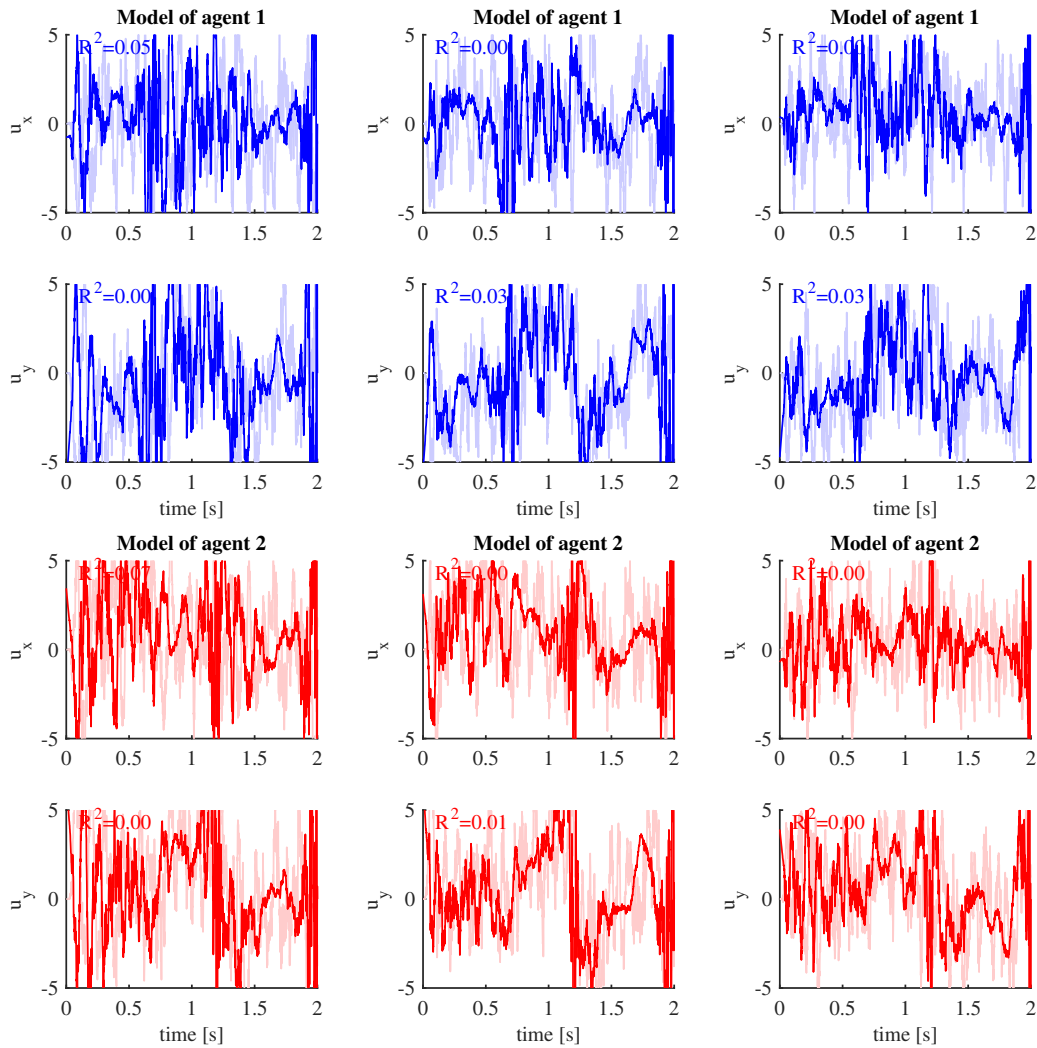 Model of agent 1 Model of agent 1 Model of agent 1
5 5 5
R²=0.05 R²=0.00
u_x u_x u_x
0 0 0
-5 -5 -5
0 0.5 1 1.5 2 0 0.5 1 1.5 2 0 0.5 1 1.5 2
5 5 5
R²=0.00 R²=0.03 R²=0.03
u_y u_y u_y
0 0 0
-5 -5 -5
0 0.5 1 1.5 2 0 0.5 1 1.5 2 0 0.5 1 1.5 2
time [s] time [s] time [s]
Model of agent 2 Model of agent 2 Model of agent 2
5 5 5
R²=0.07 R²=0.00 R²=0.00
u_x u_x u_x
0 0 0
-5 -5 -5
0 0.5 1 1.5 2 0 0.5 1 1.5 2 0 0.5 1 1.5 2
5 5 5
R²=0.00 R²=0.01 R²=0.00
u_y u_y u_y
0 0 0
-5 -5 -5
0 0.5 1 1.5 2 0 0.5 1 1.5 2 0 0.5 1 1.5 2
time [s] time [s] time [s]